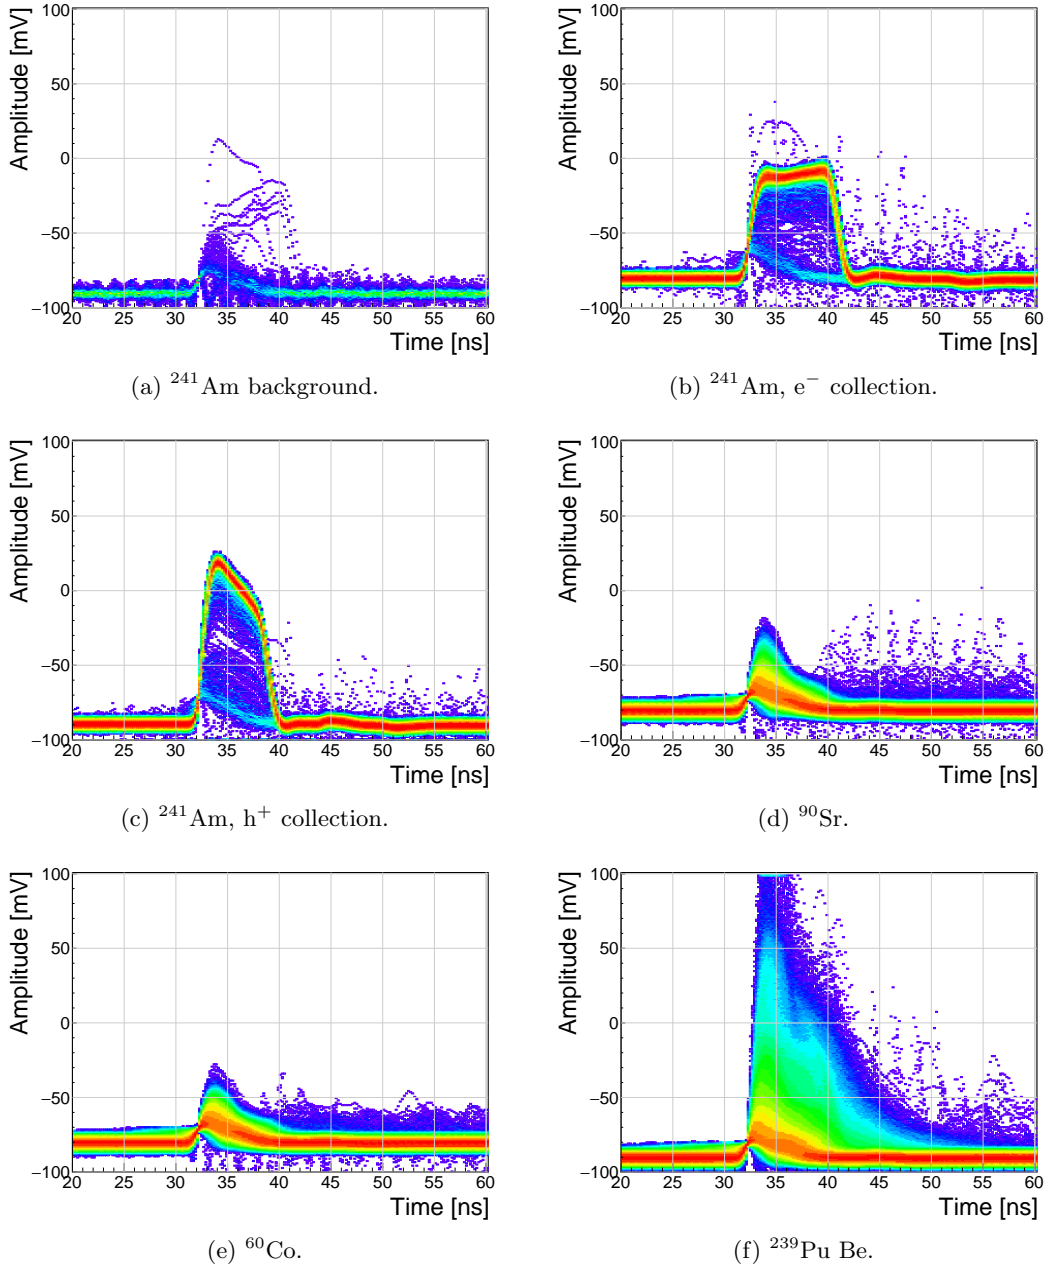 Amplitude [mV]
100
50
0
−50
−100
20 25 30 35 40 45 50 55 60
Time [ns]
(a) ²⁴¹Am background.
Amplitude [mV]
100
50
0
−50
−100
20 25 30 35 40 45 50 55 60
Time [ns]
(b) ²⁴¹Am, e⁻ collection.
Amplitude [mV]
100
50
0
−50
−100
20 25 30 35 40 45 50 55 60
Time [ns]
(c) ²⁴¹Am, h⁺ collection.
Amplitude [mV]
100
50
0
−50
−100
20 25 30 35 40 45 50 55 60
Time [ns]
(d) ⁹⁰Sr.
Amplitude [mV]
100
50
0
−50
−100
20 25 30 35 40 45 50 55 60
Time [ns]
(e) ⁶⁰Co.
Amplitude [mV]
100
50
0
−50
−100
20 25 30 35 40 45 50 55 60
Time [ns]
(f) ²³⁹Pu Be.